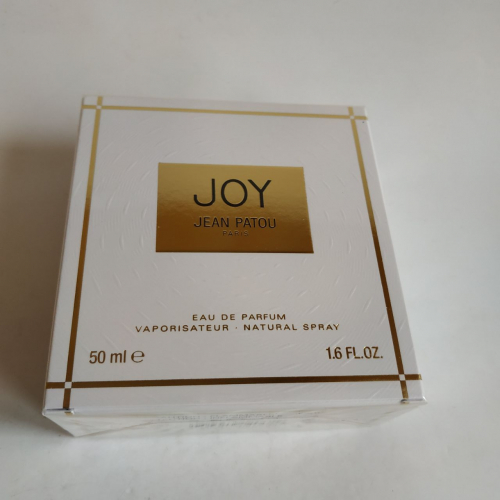 JOY
JEAN PATOU
PARIS
EAU DE PARFUM
VAPORISATEUR · NATURAL SPRAY
50 ml ℮ 1.6 FL.OZ.